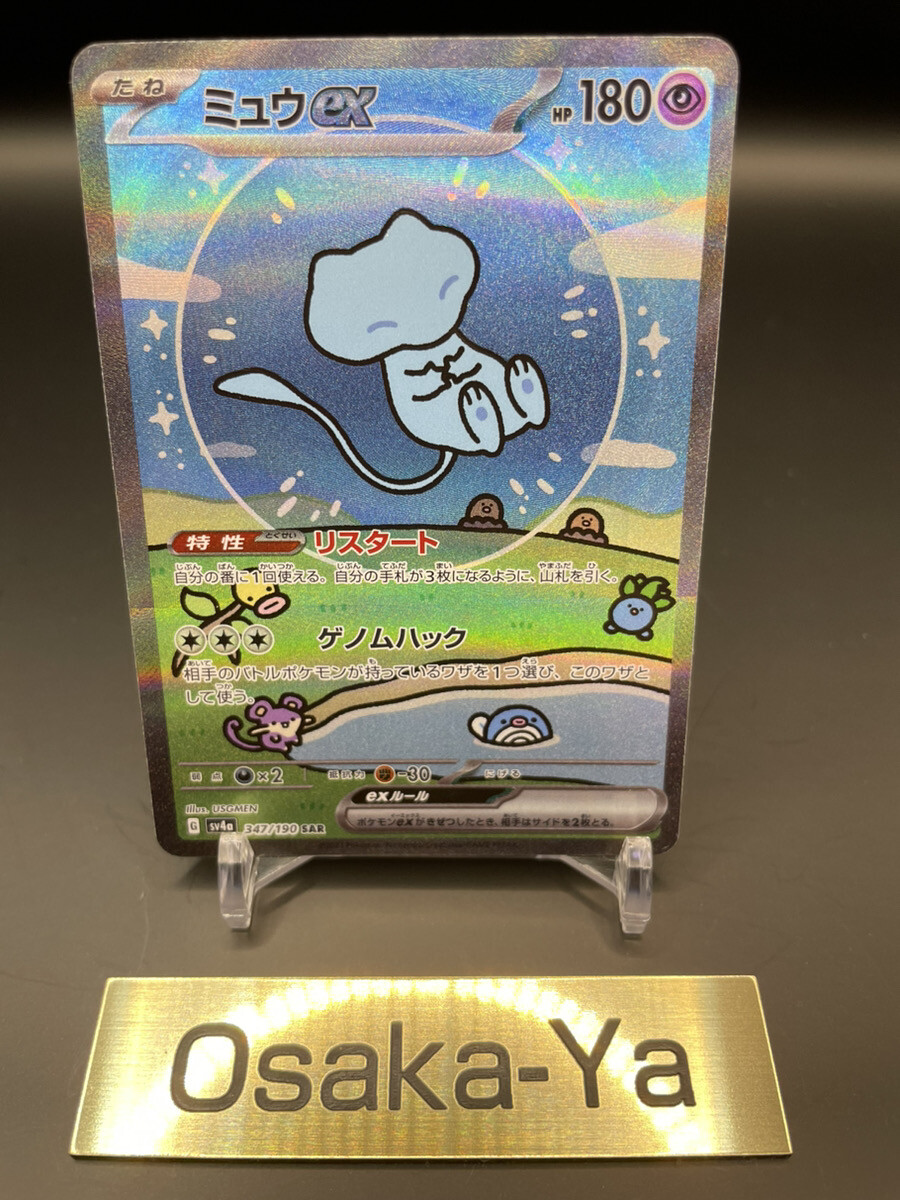 たね ミュウex HP 180
特性 とくせい リスタート
自分の番に1回使える。自分の手札が3枚になるように、山札を引く。
ゲノムハック
相手のバトルポケモンが持っているワザを1つ選び、このワザと
して使う。
弱点 ×2 抵抗力 -30 にげる
exルール
ポケモンexがきぜつしたとき、相手はサイドを2枚とる。
Illus. USGMEN
G sv4a 347/190 SAR
Osaka-Ya